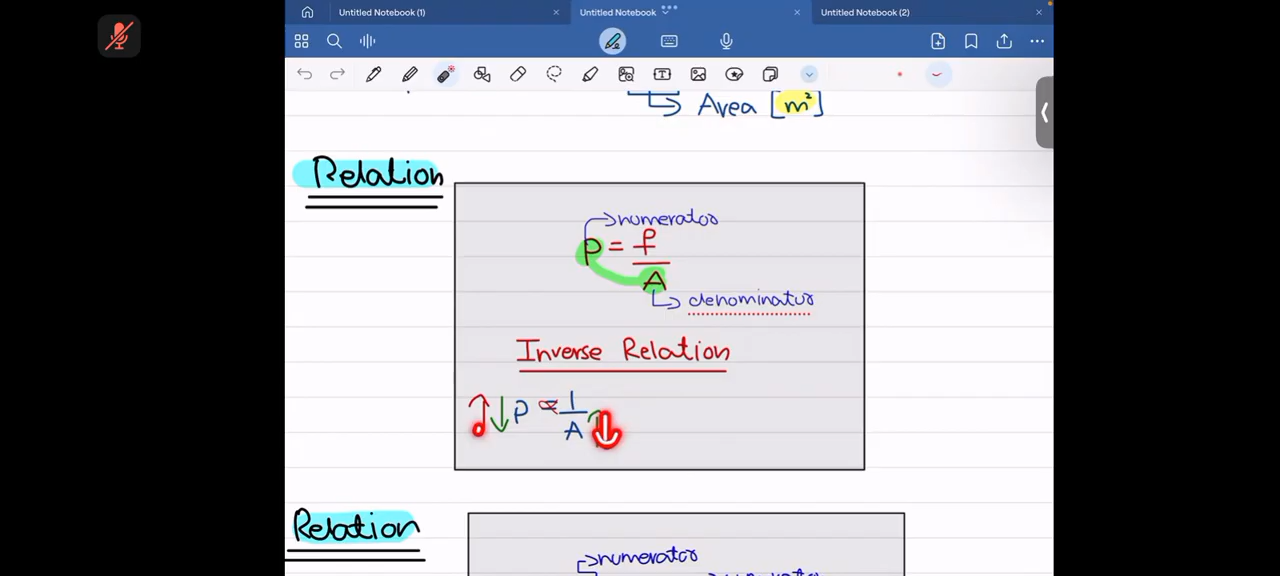 Untitled Notebook (1) × Untitled Notebook × Untitled Notebook (2) ×
Area [m²]
Relation
numerator
P = f/A
denominator
Inverse Relation
↑↓ P ∝ 1/A ↑↓
Relation
numerator